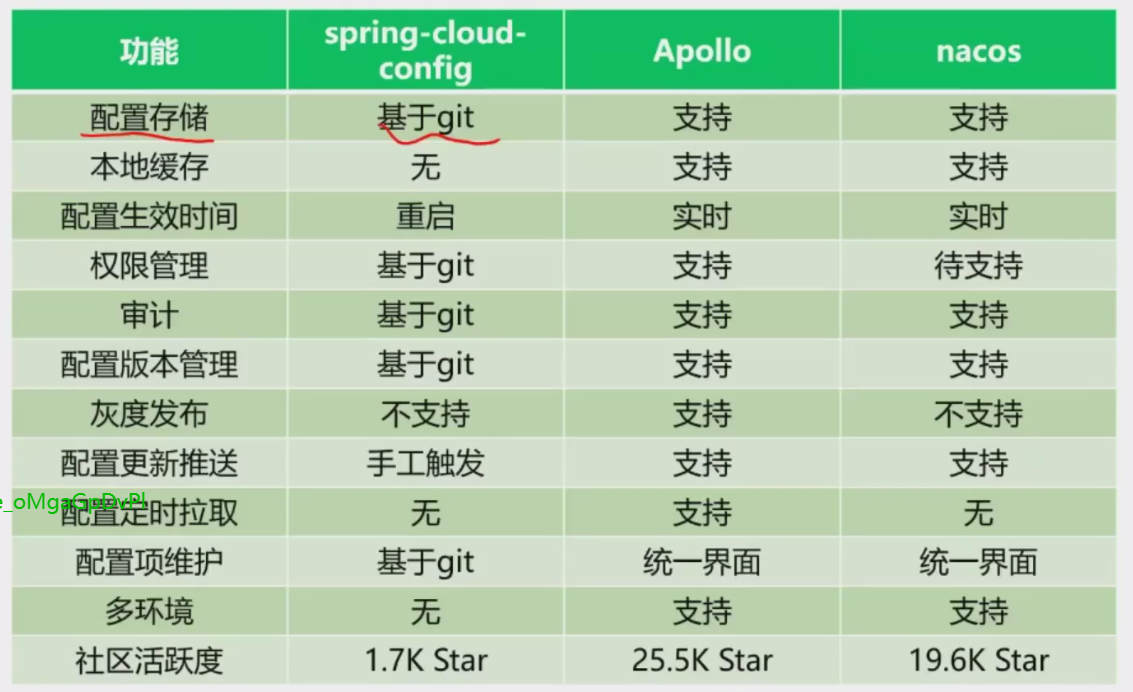 功能 spring-cloud-config Apollo nacos
配置存储 基于git 支持 支持
本地缓存 无 支持 支持
配置生效时间 重启 实时 实时
权限管理 基于git 支持 待支持
审计 基于git 支持 支持
配置版本管理 基于git 支持 支持
灰度发布 不支持 支持 不支持
配置更新推送 手工触发 支持 支持
e_oMgaGpDvPl
配置定时拉取 无 支持 无
配置项维护 基于git 统一界面 统一界面
多环境 无 支持 支持
社区活跃度 1.7K Star 25.5K Star 19.6K Star